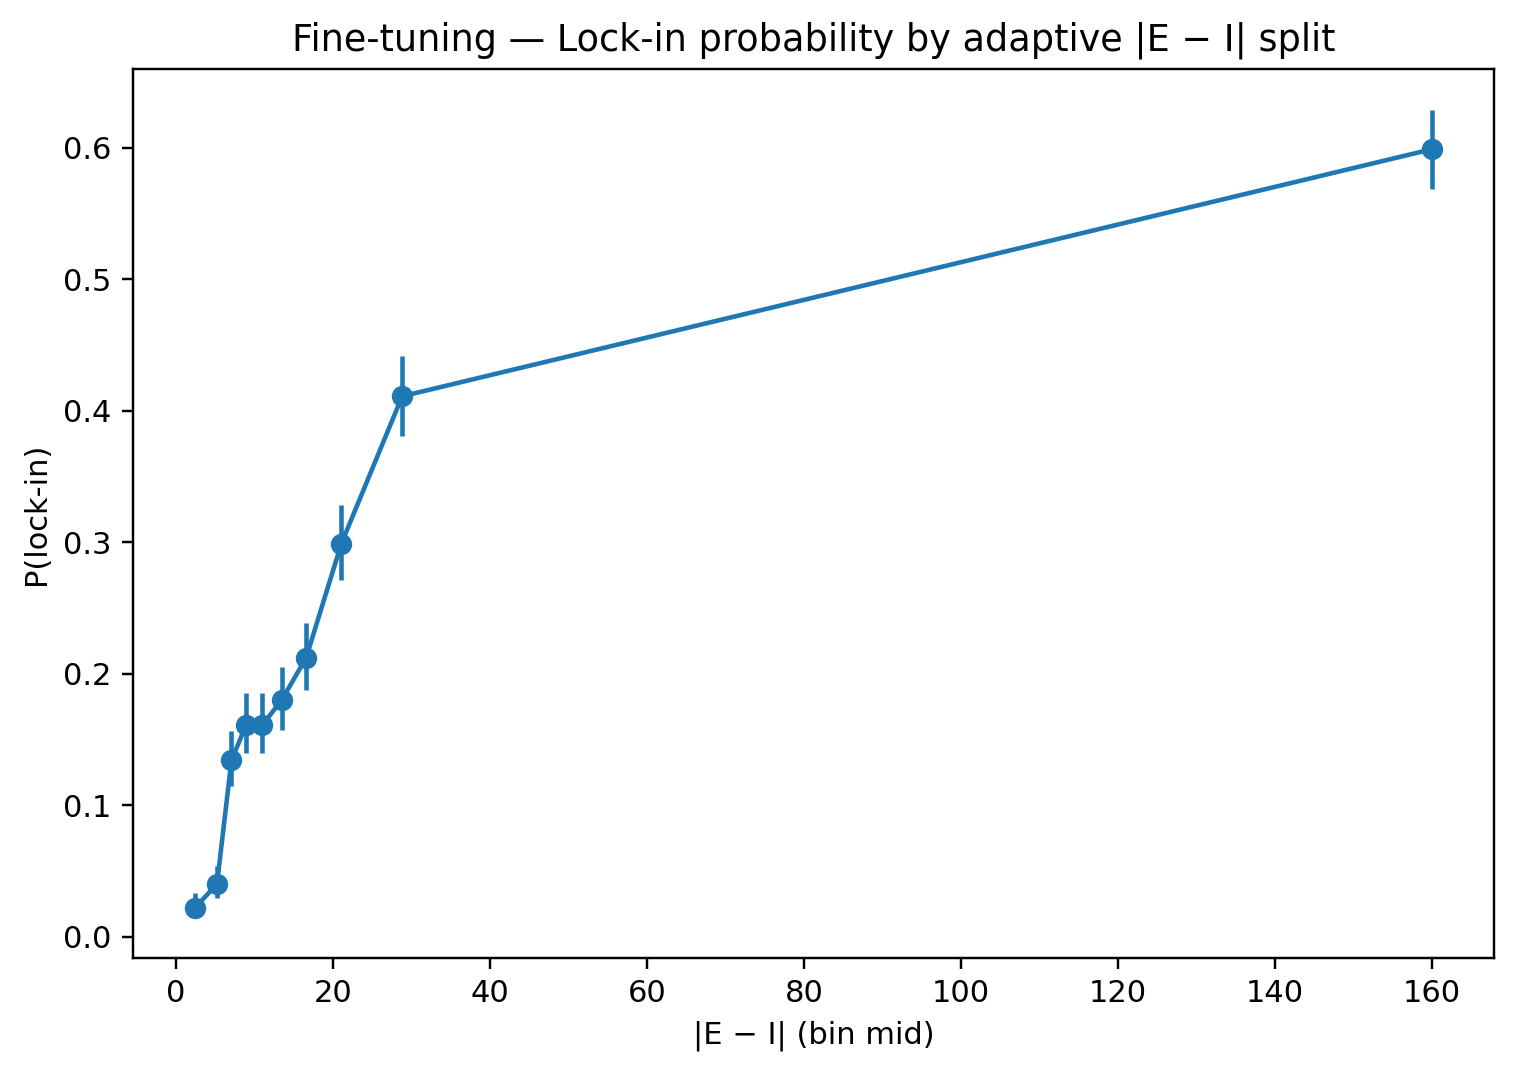 Fine-tuning — Lock-in probability by adaptive |E − I| split
P(lock-in)
0.6
0.5
0.4
0.3
0.2
0.1
0.0
0 20 40 60 80 100 120 140 160
|E − I| (bin mid)